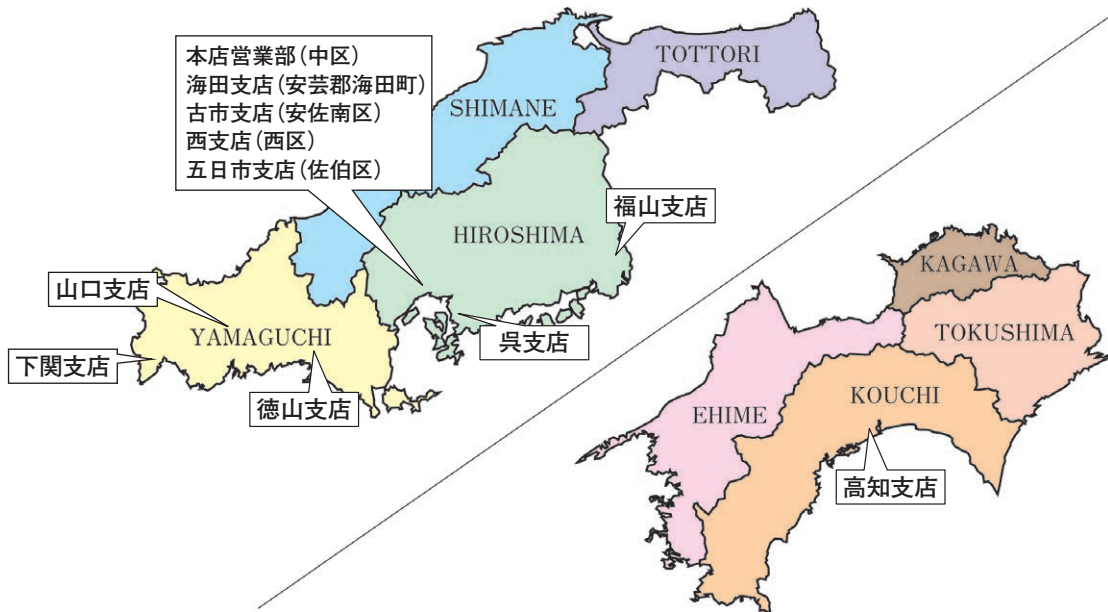 本店営業部(中区)
海田支店(安芸郡海田町)
古市支店(安佐南区)
西支店(西区)
五日市支店(佐伯区)
TOTTORI
SHIMANE
HIROSHIMA
福山支店
山口支店
YAMAGUCHI
呉支店
下関支店
徳山支店
KAGAWA
TOKUSHIMA
EHIME
KOUCHI
高知支店